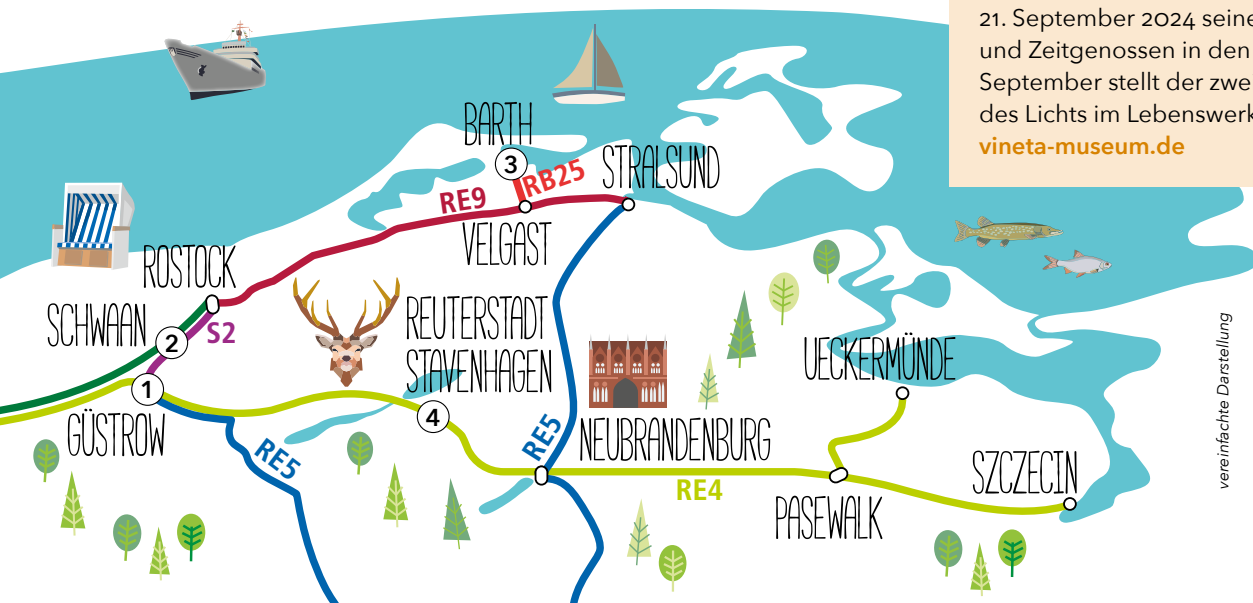 21. September 2024 seine
und Zeitgenossen in den
September stellt der zwe
des Lichts im Lebenswerk
vineta-museum.de
BARTH
3
RB25
STRALSUND
RE9
VELGAST
ROSTOCK
SCHWAAN
2
S2
REUTERSTADT
STAVENHAGEN
1
GÜSTROW
4
RE5
RE5
NEUBRANDENBURG
RE4
UECKERMÜNDE
PASEWALK
SZCZECIN
vereinfachte Darstellung